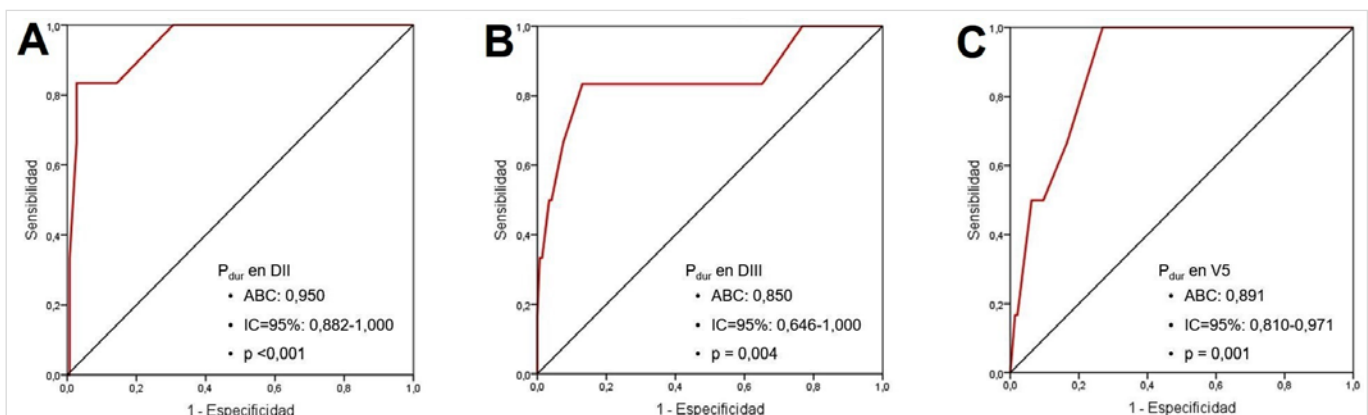 A
Sensibilidad
1,0
0,8
0,6
0,4
0,2
0,0
0,0 0,2 0,4 0,6 0,8 1,0
1 - Especificidad
Pdur en DII
• ABC: 0,950
• IC=95%: 0,882-1,000
• p <0,001
B
Sensibilidad
1,0
0,8
0,6
0,4
0,2
0,0
0,0 0,2 0,4 0,6 0,8 1,0
1 - Especificidad
Pdur en DIII
• ABC: 0,850
• IC=95%: 0,646-1,000
• p = 0,004
C
Sensibilidad
1,0
0,8
0,6
0,4
0,2
0,0
0,0 0,2 0,4 0,6 0,8 1,0
1 - Especificidad
Pdur en V5
• ABC: 0,891
• IC=95%: 0,810-0,971
• p = 0,001